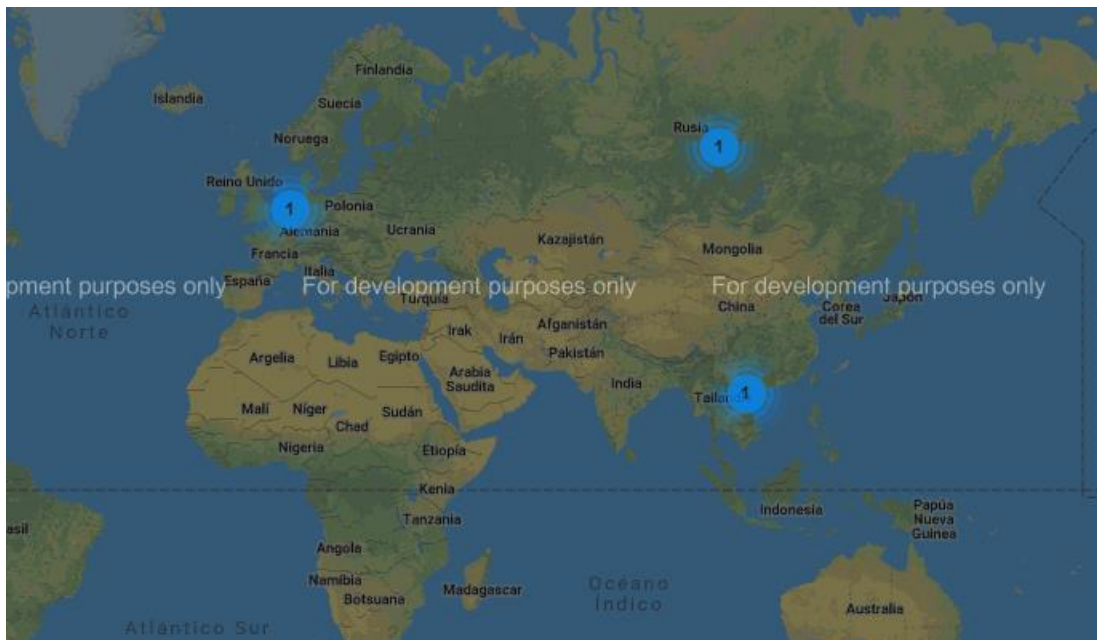 Finlandia
Islandia
Suecia
Noruega
Rusia
1
Reino Unido
1
Polonia
Alemania
Ucrania
Francia
Kazajistán
Mongolia
Italia
España
opment purposes only
For development purposes only
For development purposes only
Turquía
Japón
Atlántico
Norte
China
Corea
del Sur
Irak
Irán
Afganistán
Pakistán
Argelia
Libia
Egipto
Arabia
Saudita
India
1
Tailandia
Malí
Níger
Sudán
Chad
Nigeria
Etiopía
Kenia
Tanzania
Indonesia
Papúa
Nueva
Guinea
asil
Angola
Namibia
Botsuana
Madagascar
Océano
Índico
Australia
Atlántico Sur